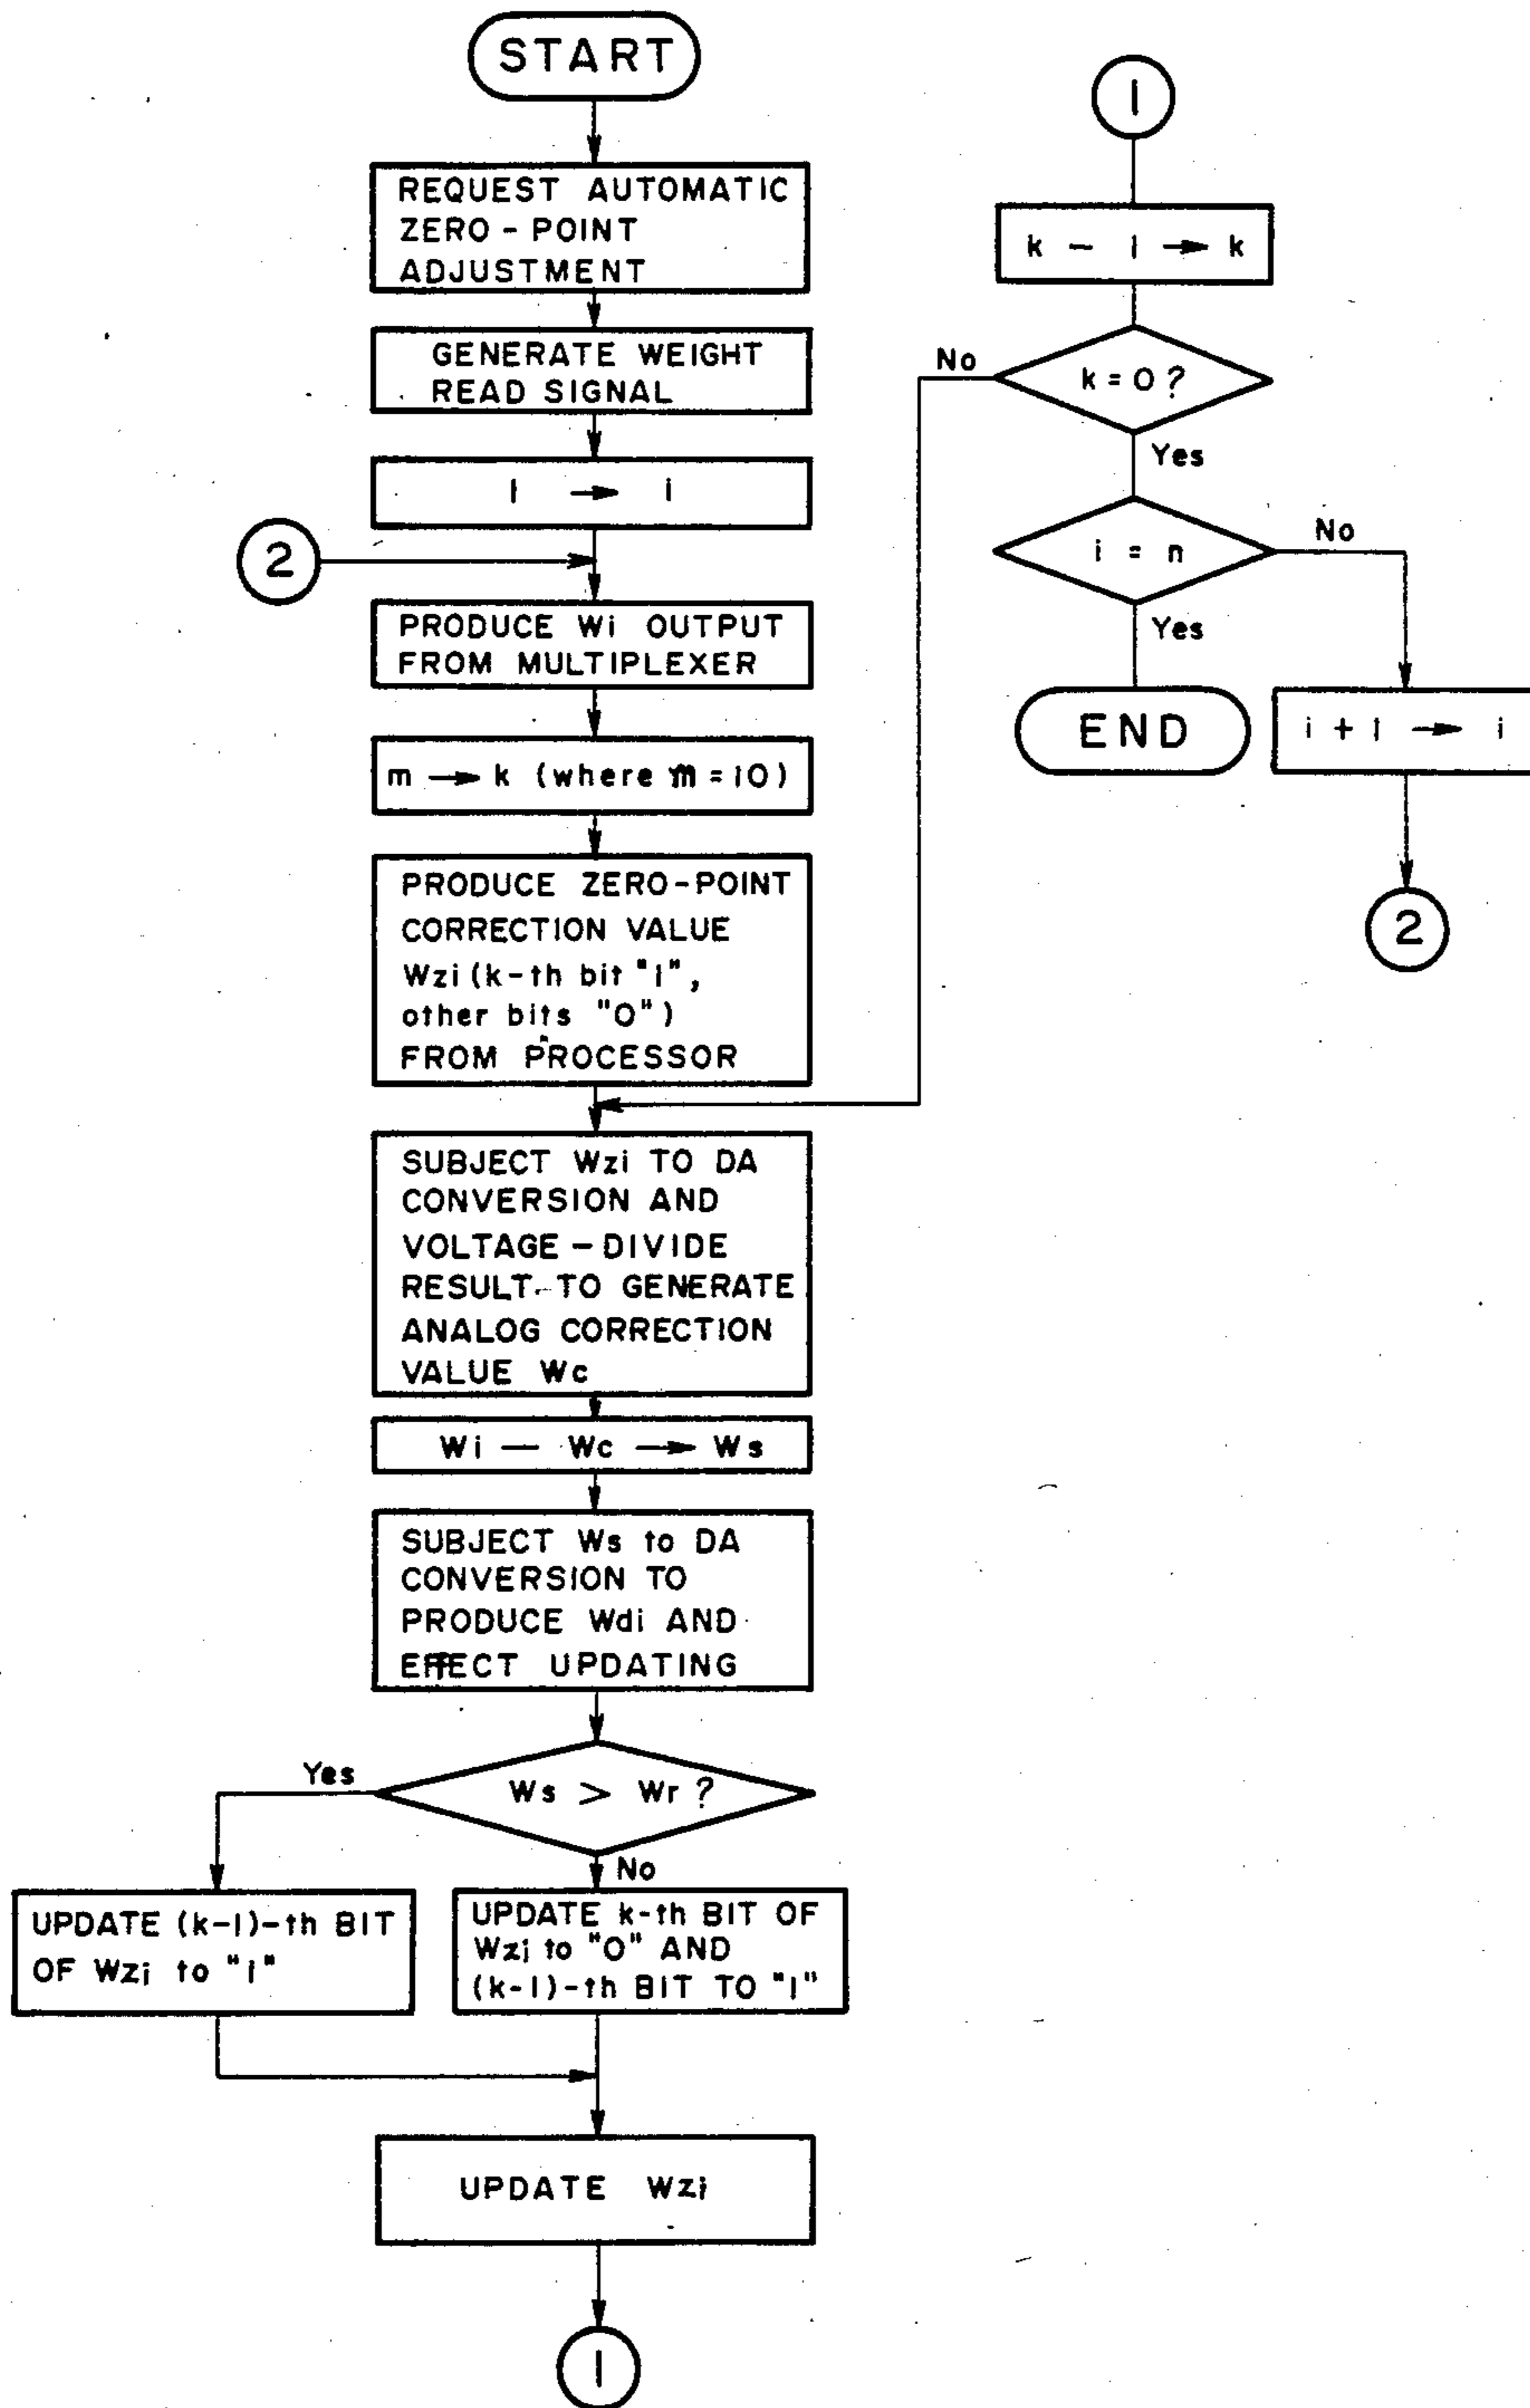 START
REQUEST AUTOMATIC
ZERO-POINT
ADJUSTMENT
GENERATE WEIGHT
READ SIGNAL
1 → i
2
PRODUCE Wi OUTPUT
FROM MULTIPLEXER
m → k (where m = 10)
PRODUCE ZERO-POINT
CORRECTION VALUE
Wzi (k-th bit "1",
other bits "0")
FROM PROCESSOR
SUBJECT Wzi TO DA
CONVERSION AND
VOLTAGE-DIVIDE
RESULT TO GENERATE
ANALOG CORRECTION
VALUE Wc
Wi — Wc → Ws
SUBJECT Ws to DA
CONVERSION TO
PRODUCE Wdi AND
EFFECT UPDATING
Ws > Wr ?
Yes
No
UPDATE (k-1)-th BIT
OF Wzi to "1"
UPDATE k-th BIT OF
Wzi to "0" AND
(k-1)-th BIT TO "1"
UPDATE Wzi
1
1
k - 1 → k
k = 0 ?
No
Yes
i = n
No
Yes
END
i + 1 → i
2